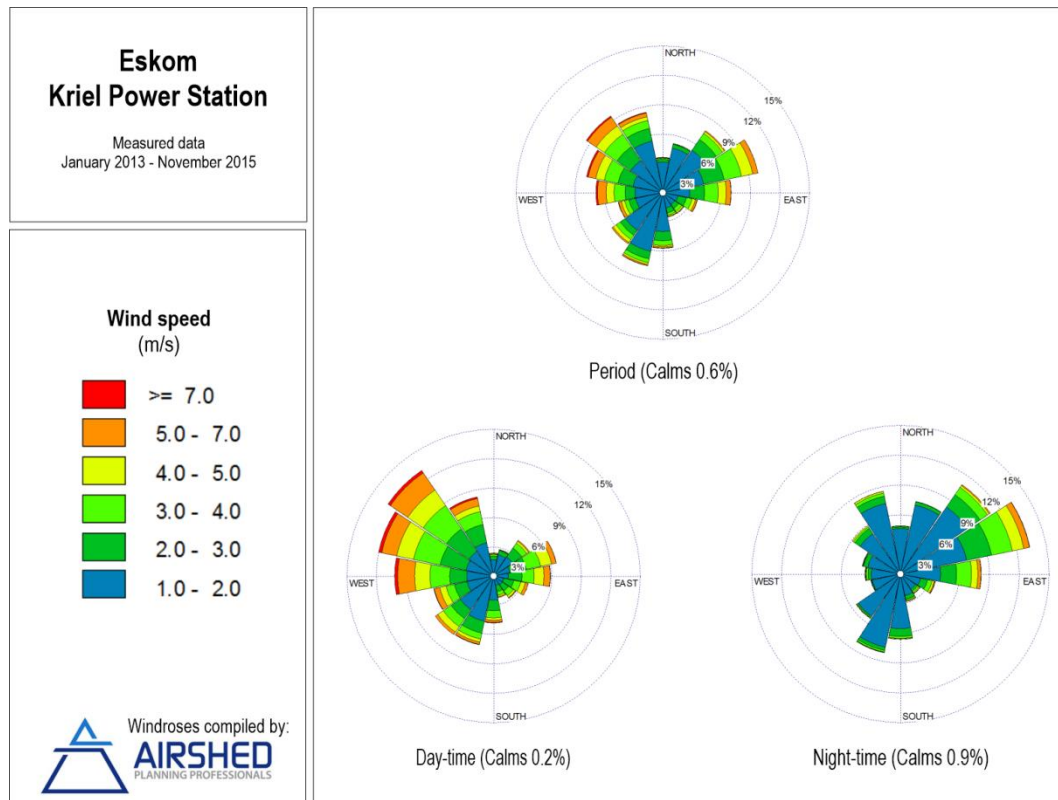 Eskom
Kriel Power Station
Measured data
January 2013 - November 2015
Wind speed
(m/s)
>= 7.0
5.0 - 7.0
4.0 - 5.0
3.0 - 4.0
2.0 - 3.0
1.0 - 2.0
Windroses compiled by:
AIRSHED
PLANNING PROFESSIONALS
NORTH
15%
12%
9%
6%
3%
WEST
EAST
SOUTH
Period (Calms 0.6%)
NORTH
15%
12%
9%
6%
3%
WEST
EAST
SOUTH
Day-time (Calms 0.2%)
NORTH
15%
12%
9%
6%
3%
WEST
EAST
SOUTH
Night-time (Calms 0.9%)